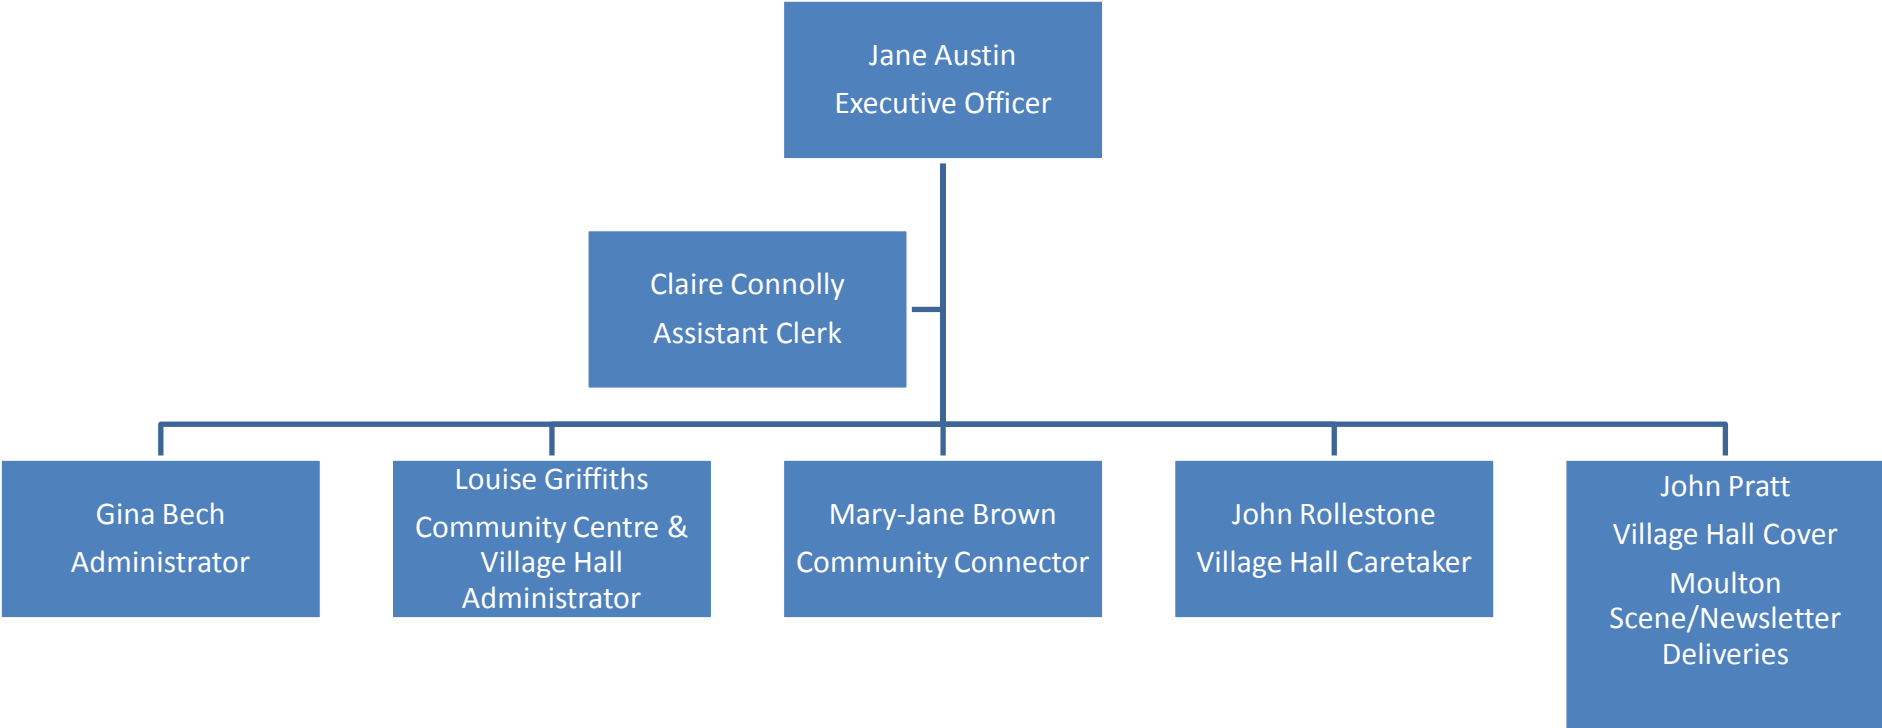 Jane Austin
Executive Officer
Claire Connolly
Assistant Clerk
Gina Bech
Administrator
Louise Griffiths
Community Centre &
Village Hall
Administrator
Mary-Jane Brown
Community Connector
John Rollestone
Village Hall Caretaker
John Pratt
Village Hall Cover
Moulton
Scene/Newsletter
Deliveries